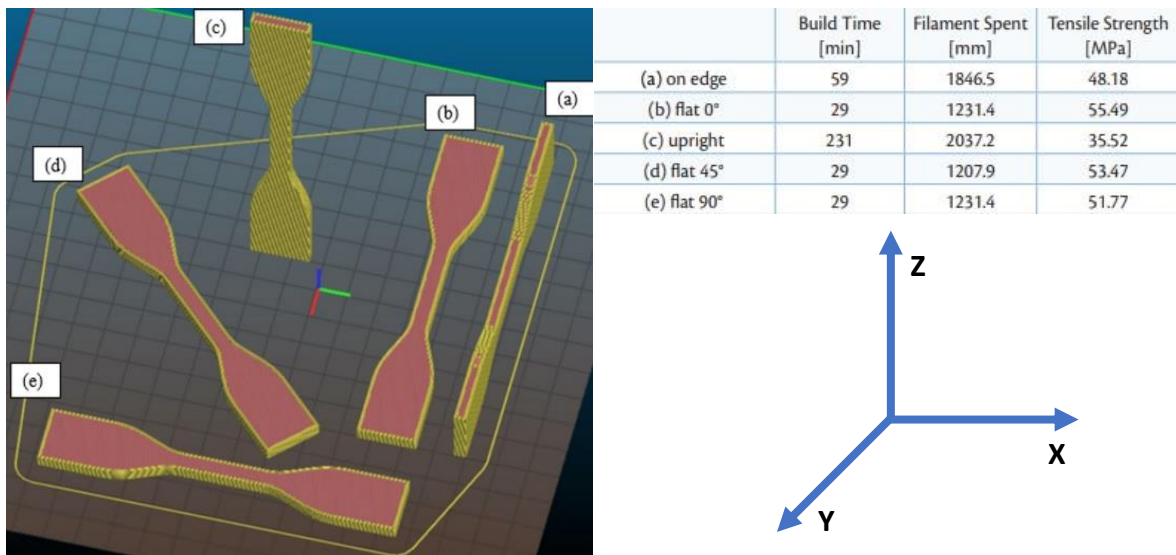 (c)
(a)
(b)
(d)
(e)
Build Time Filament Spent Tensile Strength
[min] [mm] [MPa]
(a) on edge 59 1846.5 48.18
(b) flat 0° 29 1231.4 55.49
(c) upright 231 2037.2 35.52
(d) flat 45° 29 1207.9 53.47
(e) flat 90° 29 1231.4 51.77
Z
X
Y